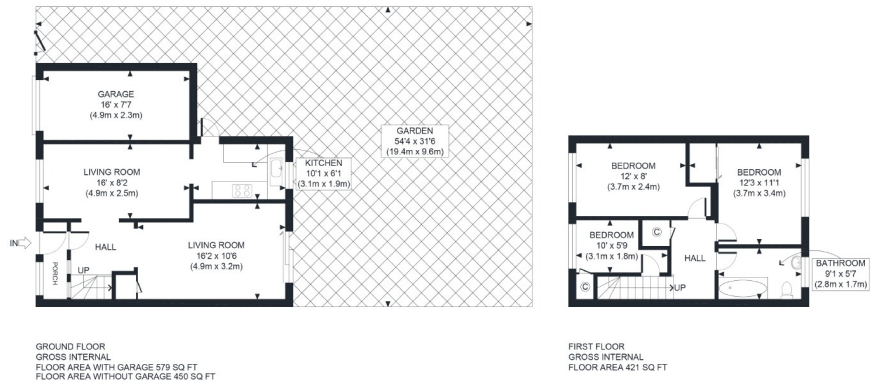 GARAGE
16' x 7'7
(4.9m x 2.3m)
GARDEN
54'4 x 31'6
(19.4m x 9.6m)
LIVING ROOM
16' x 8'2
(4.9m x 2.5m)
KITCHEN
10'1 x 6'1
(3.1m x 1.9m)
IN
HALL
PORCH
UP
LIVING ROOM
16'2 x 10'6
(4.9m x 3.2m)
GROUND FLOOR
GROSS INTERNAL
FLOOR AREA WITH GARAGE 579 SQ FT
FLOOR AREA WITHOUT GARAGE 450 SQ FT
BEDROOM
12' x 8'
(3.7m x 2.4m)
BEDROOM
12'3 x 11'1
(3.7m x 3.4m)
BEDROOM
10' x 5'9
(3.1m x 1.8m)
C
HALL
C
UP
BATHROOM
9'1 x 5'7
(2.8m x 1.7m)
FIRST FLOOR
GROSS INTERNAL
FLOOR AREA 421 SQ FT